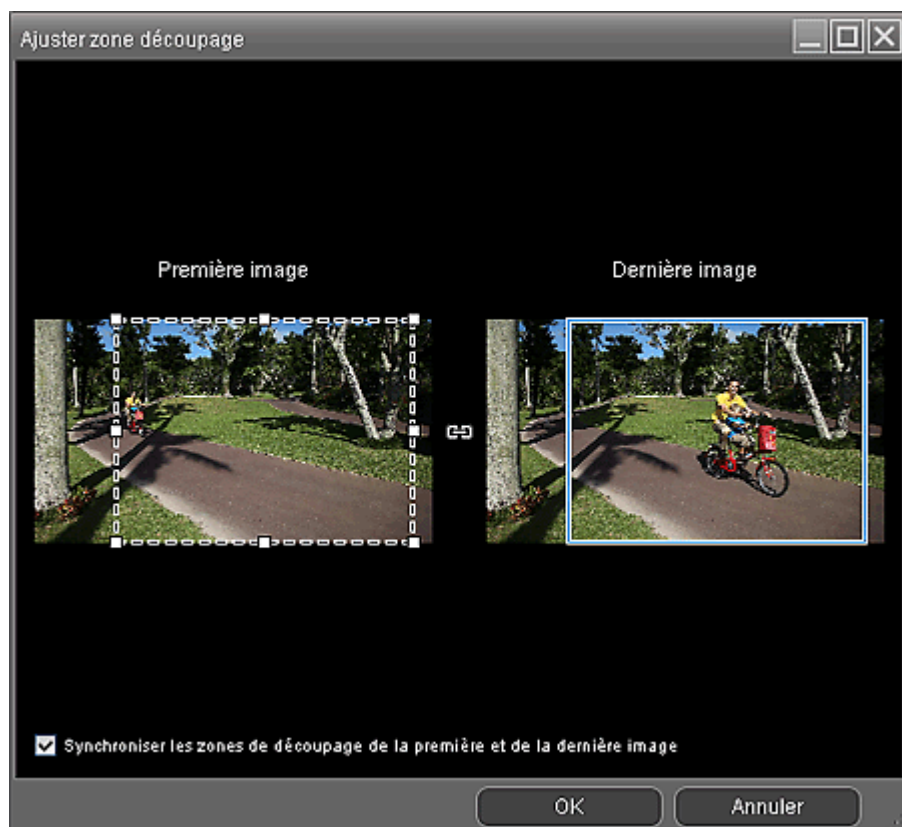 Ajuster zone découpage
Première image
Dernière image
Synchroniser les zones de découpage de la première et de la dernière image
OK
Annuler